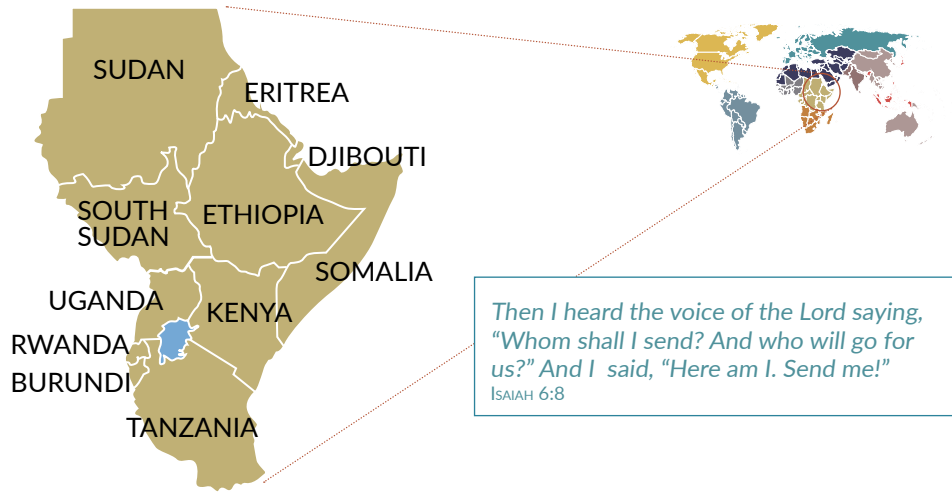 SUDAN
ERITREA
DJIBOUTI
SOUTH
SUDAN
ETHIOPIA
SOMALIA
UGANDA
KENYA
RWANDA
BURUNDI
TANZANIA
Then I heard the voice of the Lord saying,
“Whom shall I send? And who will go for
us?” And I said, “Here am I. Send me!”
Isaiah 6:8